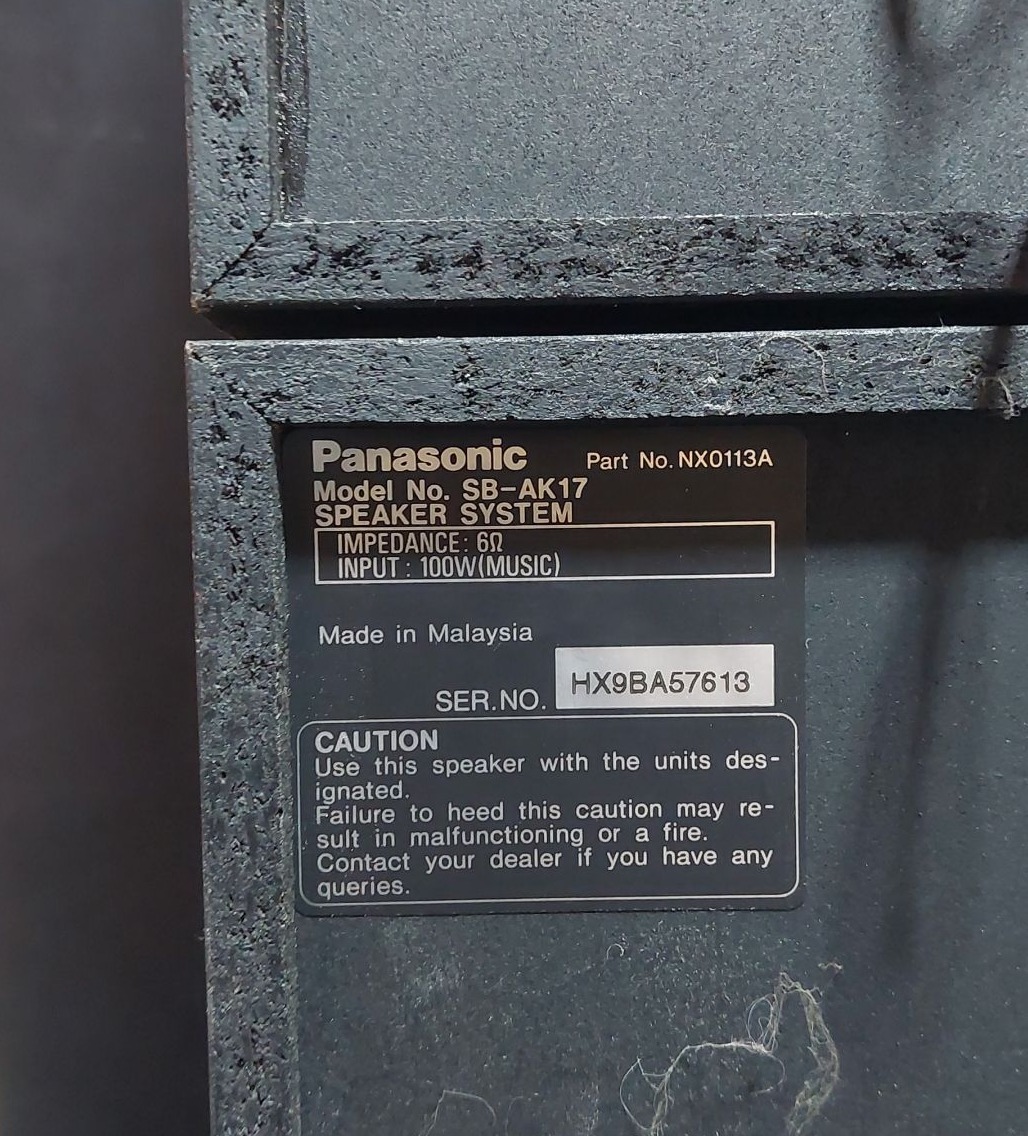 Panasonic Part No. NX0113A
Model No. SB-AK17
SPEAKER SYSTEM
IMPEDANCE: 6Ω
INPUT : 100W(MUSIC)
Made in Malaysia
SER.NO. HX9BA57613
CAUTION
Use this speaker with the units des-
ignated.
Failure to heed this caution may re-
sult in malfunctioning or a fire.
Contact your dealer if you have any
queries.